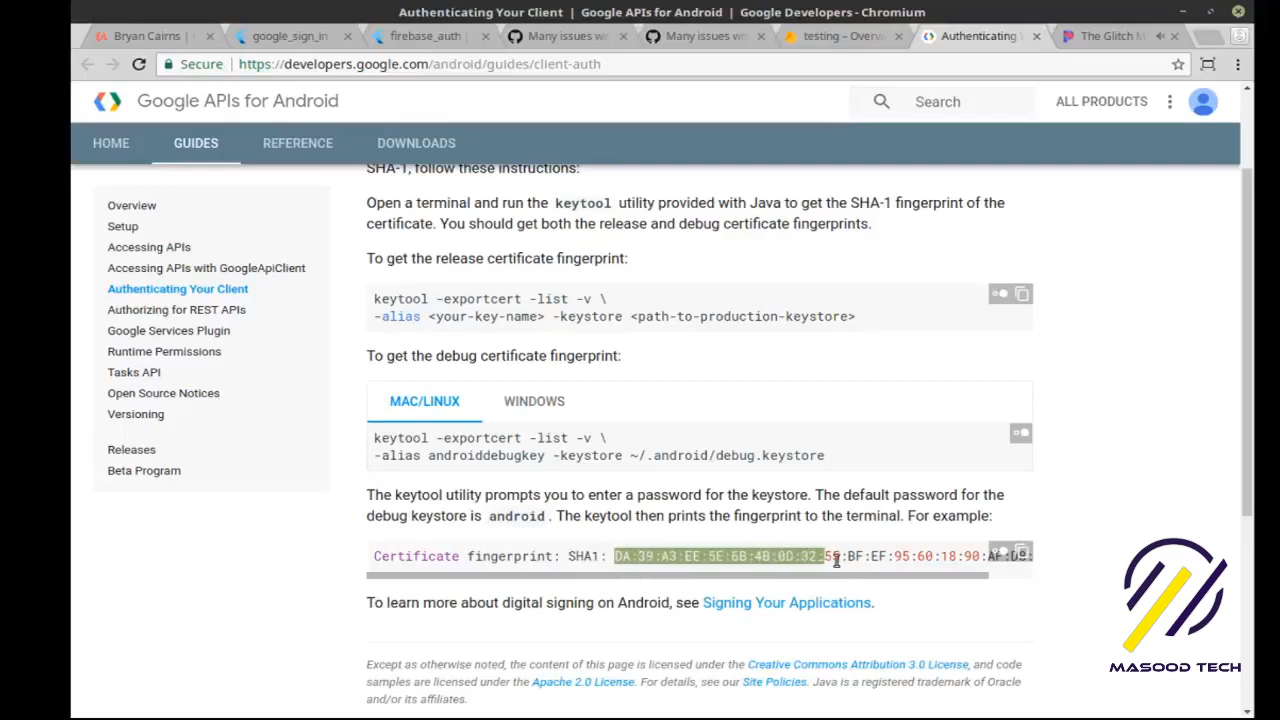 Authenticating Your Client | Google APIs for Android | Google Developers - Chromium
Bryan Cairns
google_sign_in
firebase_auth
Many issues w
Many issues wi
testing – Overv
Authenticating Y
The Glitch M
Secure
https://developers.google.com/android/guides/client-auth
Google APIs for Android
Search
ALL PRODUCTS
HOME
GUIDES
REFERENCE
DOWNLOADS
Overview
Setup
Accessing APIs
Accessing APIs with GoogleApiClient
Authenticating Your Client
Authorizing for REST APIs
Google Services Plugin
Runtime Permissions
Tasks API
Open Source Notices
Versioning
Releases
Beta Program
SHA-1, follow these instructions:
Open a terminal and run the keytool utility provided with Java to get the SHA-1 fingerprint of the
certificate. You should get both the release and debug certificate fingerprints.
To get the release certificate fingerprint:
keytool -exportcert -list -v \
-alias <your-key-name> -keystore <path-to-production-keystore>
To get the debug certificate fingerprint:
MAC/LINUX
WINDOWS
keytool -exportcert -list -v \
-alias androiddebugkey -keystore ~/.android/debug.keystore
The keytool utility prompts you to enter a password for the keystore. The default password for the
debug keystore is android. The keytool then prints the fingerprint to the terminal. For example:
Certificate fingerprint: SHA1: DA:39:A3:EE:5E:6B:4B:0D:32:55:BF:EF:95:60:18:90:AF:D8:
To learn more about digital signing on Android, see Signing Your Applications.
Except as otherwise noted, the content of this page is licensed under the Creative Commons Attribution 3.0 License, and code
samples are licensed under the Apache 2.0 License. For details, see our Site Policies. Java is a registered trademark of Oracle
and/or its affiliates.
MASOOD TECH